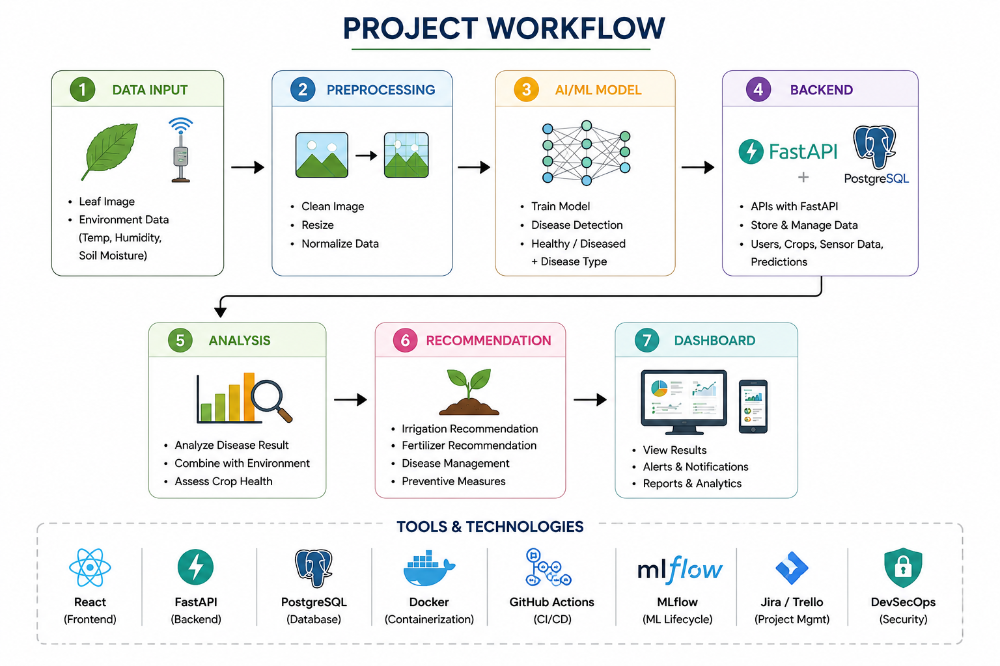 PROJECT WORKFLOW
1 DATA INPUT
• Leaf Image
• Environment Data
(Temp, Humidity,
Soil Moisture)
2 PREPROCESSING
• Clean Image
• Resize
• Normalize Data
3 AI/ML MODEL
• Train Model
• Disease Detection
• Healthy / Diseased
+ Disease Type
4 BACKEND
FastAPI
+
PostgreSQL
• APIs with FastAPI
• Store & Manage Data
• Users, Crops, Sensor Data,
Predictions
5 ANALYSIS
• Analyze Disease Result
• Combine with Environment
• Assess Crop Health
6 RECOMMENDATION
• Irrigation Recommendation
• Fertilizer Recommendation
• Disease Management
• Preventive Measures
7 DASHBOARD
• View Results
• Alerts & Notifications
• Reports & Analytics
TOOLS & TECHNOLOGIES
React
(Frontend)
FastAPI
(Backend)
PostgreSQL
(Database)
Docker
(Containerization)
GitHub Actions
(CI/CD)
mlflow
MLflow
(ML Lifecycle)
Jira / Trello
(Project Mgmt)
DevSecOps
(Security)